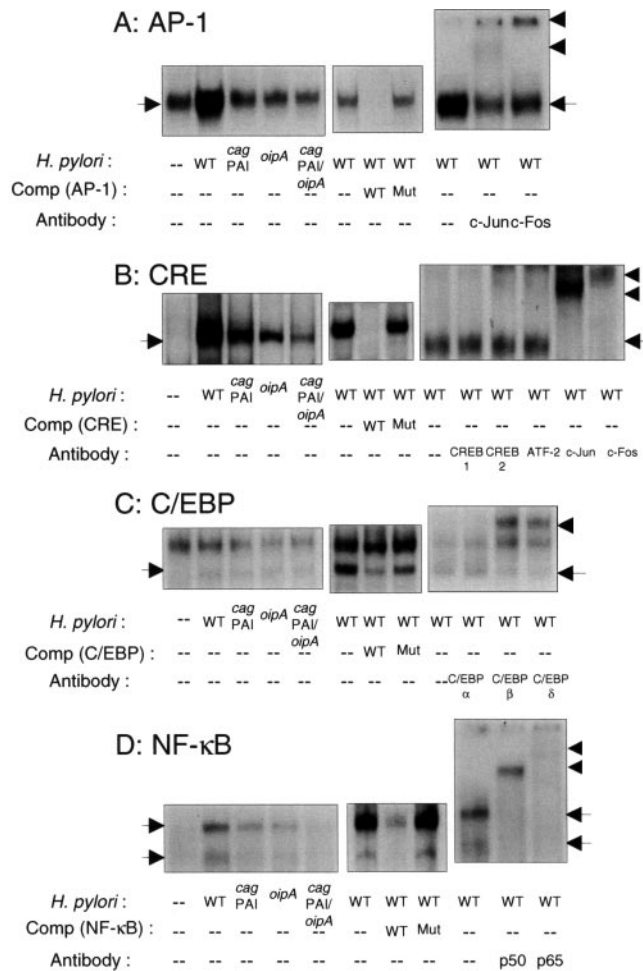 A: AP-1
H. pylori : -- WT cag PAI oipA cag PAI/ oipA WT WT WT WT WT WT
Comp (AP-1) : -- -- -- -- -- -- WT Mut -- -- --
Antibody : -- -- -- -- -- -- -- -- -- c-Jun c-Fos
B: CRE
H. pylori : -- WT cag PAI oipA cag PAI/ oipA WT WT WT WT WT WT WT WT WT
Comp (CRE) : -- -- -- -- -- -- WT Mut -- -- -- -- -- --
Antibody : -- -- -- -- -- -- -- -- -- CREB 1 CREB 2 ATF-2 c-Jun c-Fos
C: C/EBP
H. pylori : -- WT cag PAI oipA cag PAI/ oipA WT WT WT WT WT WT WT
Comp (C/EBP) : -- -- -- -- -- -- WT Mut -- -- -- --
Antibody : -- -- -- -- -- -- -- -- -- C/EBP α C/EBP β C/EBP δ
D: NF-κB
H. pylori : -- WT cag PAI oipA cag PAI/ oipA WT WT WT WT WT WT
Comp (NF-κB) : -- -- -- -- -- -- WT Mut -- -- --
Antibody : -- -- -- -- -- -- -- -- -- p50 p65